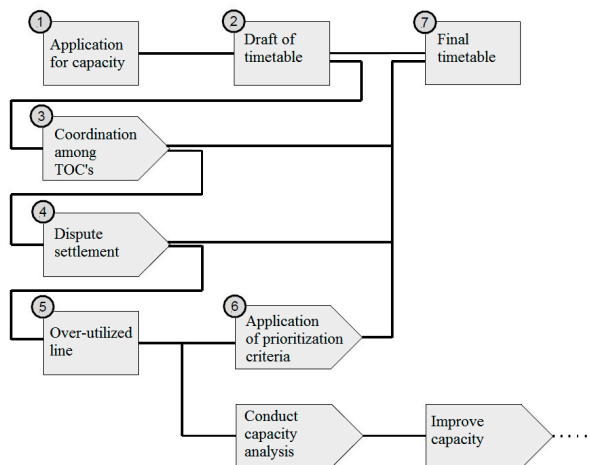 1
Application
for capacity
2
Draft of
timetable
7
Final
timetable
3
Coordination
among
TOC's
4
Dispute
settlement
5
Over-utilized
line
6
Application
of prioritization
criteria
Conduct
capacity
analysis
Improve
capacity